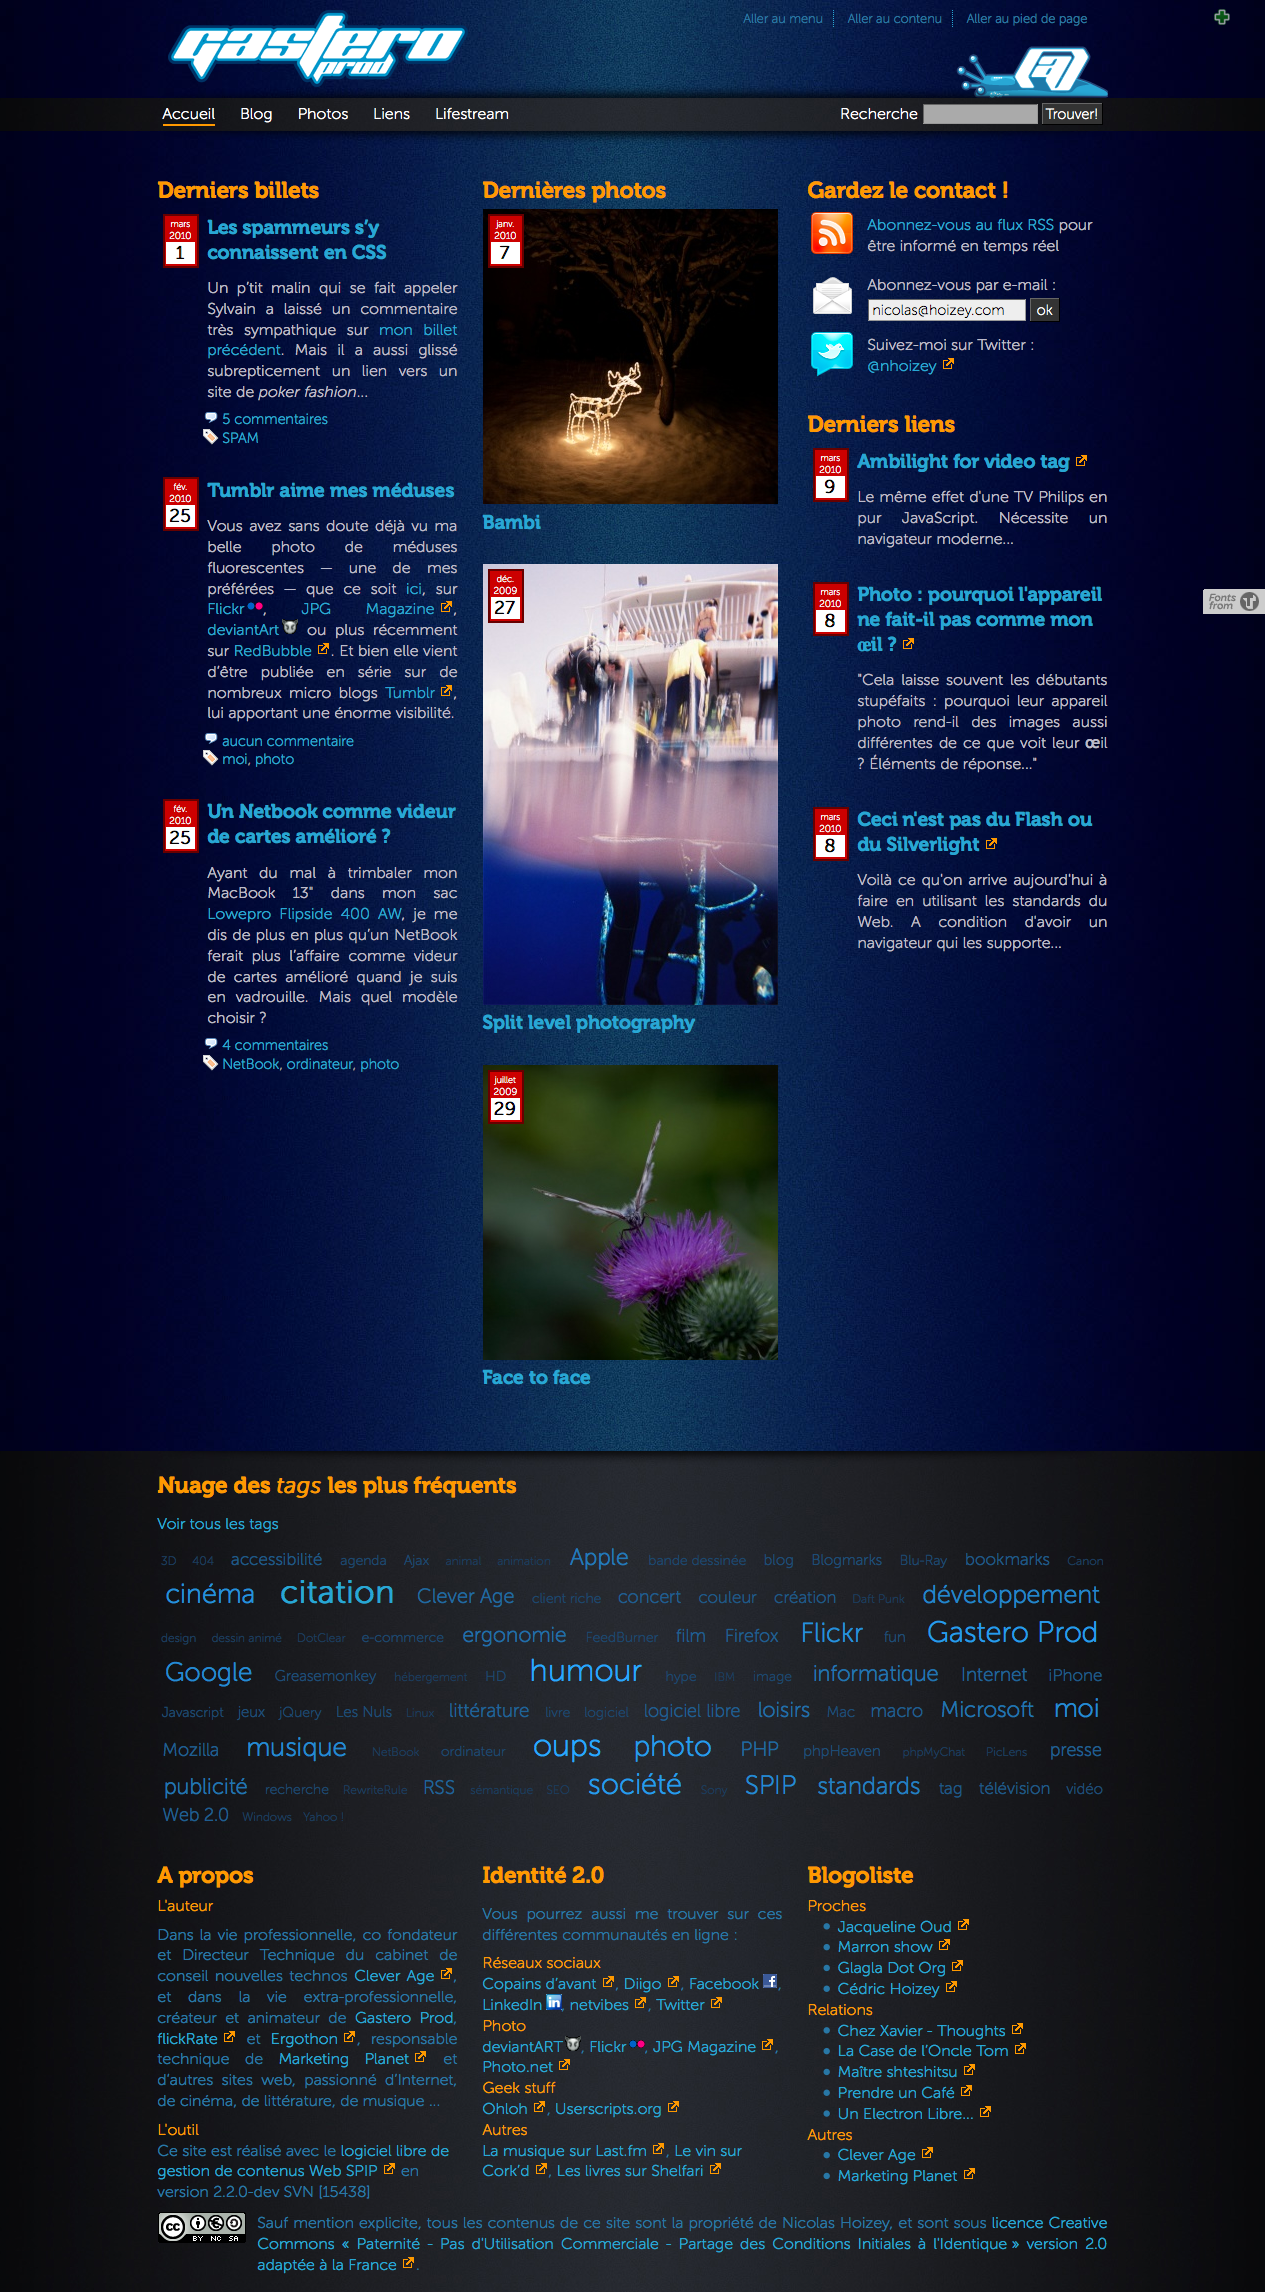 gastero
prod
Aller au menu
Aller au contenu
Aller au pied de page
Accueil
Blog
Photos
Liens
Lifestream
Recherche
Trouver!
Derniers billets
mars
2010
1
Les spammeurs s’y
connaissent en CSS
Un p’tit malin qui se fait appeler
Sylvain a laissé un commentaire
très sympathique sur mon billet
précédent. Mais il a aussi glissé
subrepticement un lien vers un
site de poker fashion...
5 commentaires
SPAM
fév.
2010
25
Tumblr aime mes méduses
Vous avez sans doute déjà vu ma
belle photo de méduses
fluorescentes — une de mes
préférées — que ce soit ici, sur
Flickr, JPG Magazine,
deviantArt ou plus récemment
sur RedBubble. Et bien elle vient
d’être publiée en série sur de
nombreux micro blogs Tumblr,
lui apportant une énorme visibilité.
aucun commentaire
moi, photo
fév.
2010
25
Un Netbook comme videur
de cartes amélioré ?
Ayant du mal à trimbaler mon
MacBook 13" dans mon sac
Lowepro Flipside 400 AW, je me
dis de plus en plus qu’un NetBook
ferait plus l’affaire comme videur
de cartes amélioré quand je suis
en vadrouille. Mais quel modèle
choisir ?
4 commentaires
NetBook, ordinateur, photo
Dernières photos
janv.
2010
7
Bambi
déc.
2009
27
Split level photography
juillet
2009
29
Face to face
Gardez le contact !
Abonnez-vous au flux RSS pour
être informé en temps réel
Abonnez-vous par e-mail :
nicolas@hoizey.com
ok
Suivez-moi sur Twitter :
@nhoizey
Derniers liens
mars
2010
9
Ambilight for video tag
Le même effet d'une TV Philips en
pur JavaScript. Nécessite un
navigateur moderne...
mars
2010
8
Photo : pourquoi l'appareil
ne fait-il pas comme mon
œil ?
"Cela laisse souvent les débutants
stupéfaits : pourquoi leur appareil
photo rend-il des images aussi
différentes de ce que voit leur œil
? Éléments de réponse..."
mars
2010
8
Ceci n'est pas du Flash ou
du Silverlight
Voilà ce qu'on arrive aujourd'hui à
faire en utilisant les standards du
Web. A condition d'avoir un
navigateur qui les supporte...
Fonts
from
Nuage des tags les plus fréquents
Voir tous les tags
3D 404 accessibilité agenda Ajax animal animation Apple bande dessinée blog Blogmarks Blu-Ray bookmarks Canon
cinéma citation Clever Age client riche concert couleur création Daft Punk développement
design dessin animé DotClear e-commerce ergonomie FeedBurner film Firefox Flickr fun Gastero Prod
Google Greasemonkey hébergement HD humour hype IBM image informatique Internet iPhone
Javascript jeux jQuery Les Nuls Linux littérature livre logiciel logiciel libre loisirs Mac macro Microsoft moi
Mozilla musique NetBook ordinateur oups photo PHP phpHeaven phpMyChat PicLens presse
publicité recherche RewriteRule RSS sémantique SEO société Sony SPIP standards tag télévision vidéo
Web 2.0 Windows Yahoo !
A propos
L'auteur
Dans la vie professionnelle, co fondateur
et Directeur Technique du cabinet de
conseil nouvelles technos Clever Age,
et dans la vie extra-professionnelle,
créateur et animateur de Gastero Prod,
flickRate et Ergothon, responsable
technique de Marketing Planet et
d’autres sites web, passionné d’Internet,
de cinéma, de littérature, de musique ...
L'outil
Ce site est réalisé avec le logiciel libre de
gestion de contenus Web SPIP en
version 2.2.0-dev SVN [15438]
Identité 2.0
Vous pourrez aussi me trouver sur ces
différentes communautés en ligne :
Réseaux sociaux
Copains d’avant, Diigo, Facebook,
LinkedIn, netvibes, Twitter
Photo
deviantART, Flickr, JPG Magazine,
Photo.net
Geek stuff
Ohloh, Userscripts.org
Autres
La musique sur Last.fm, Le vin sur
Cork’d, Les livres sur Shelfari
Blogoliste
Proches
Jacqueline Oud
Marron show
Glagla Dot Org
Cédric Hoizey
Relations
Chez Xavier - Thoughts
La Case de l’Oncle Tom
Maître shteshitsu
Prendre un Café
Un Electron Libre...
Autres
Clever Age
Marketing Planet
cc
BY NC SA
Sauf mention explicite, tous les contenus de ce site sont la propriété de Nicolas Hoizey, et sont sous licence Creative
Commons « Paternité - Pas d'Utilisation Commerciale - Partage des Conditions Initiales à l'Identique » version 2.0
adaptée à la France.